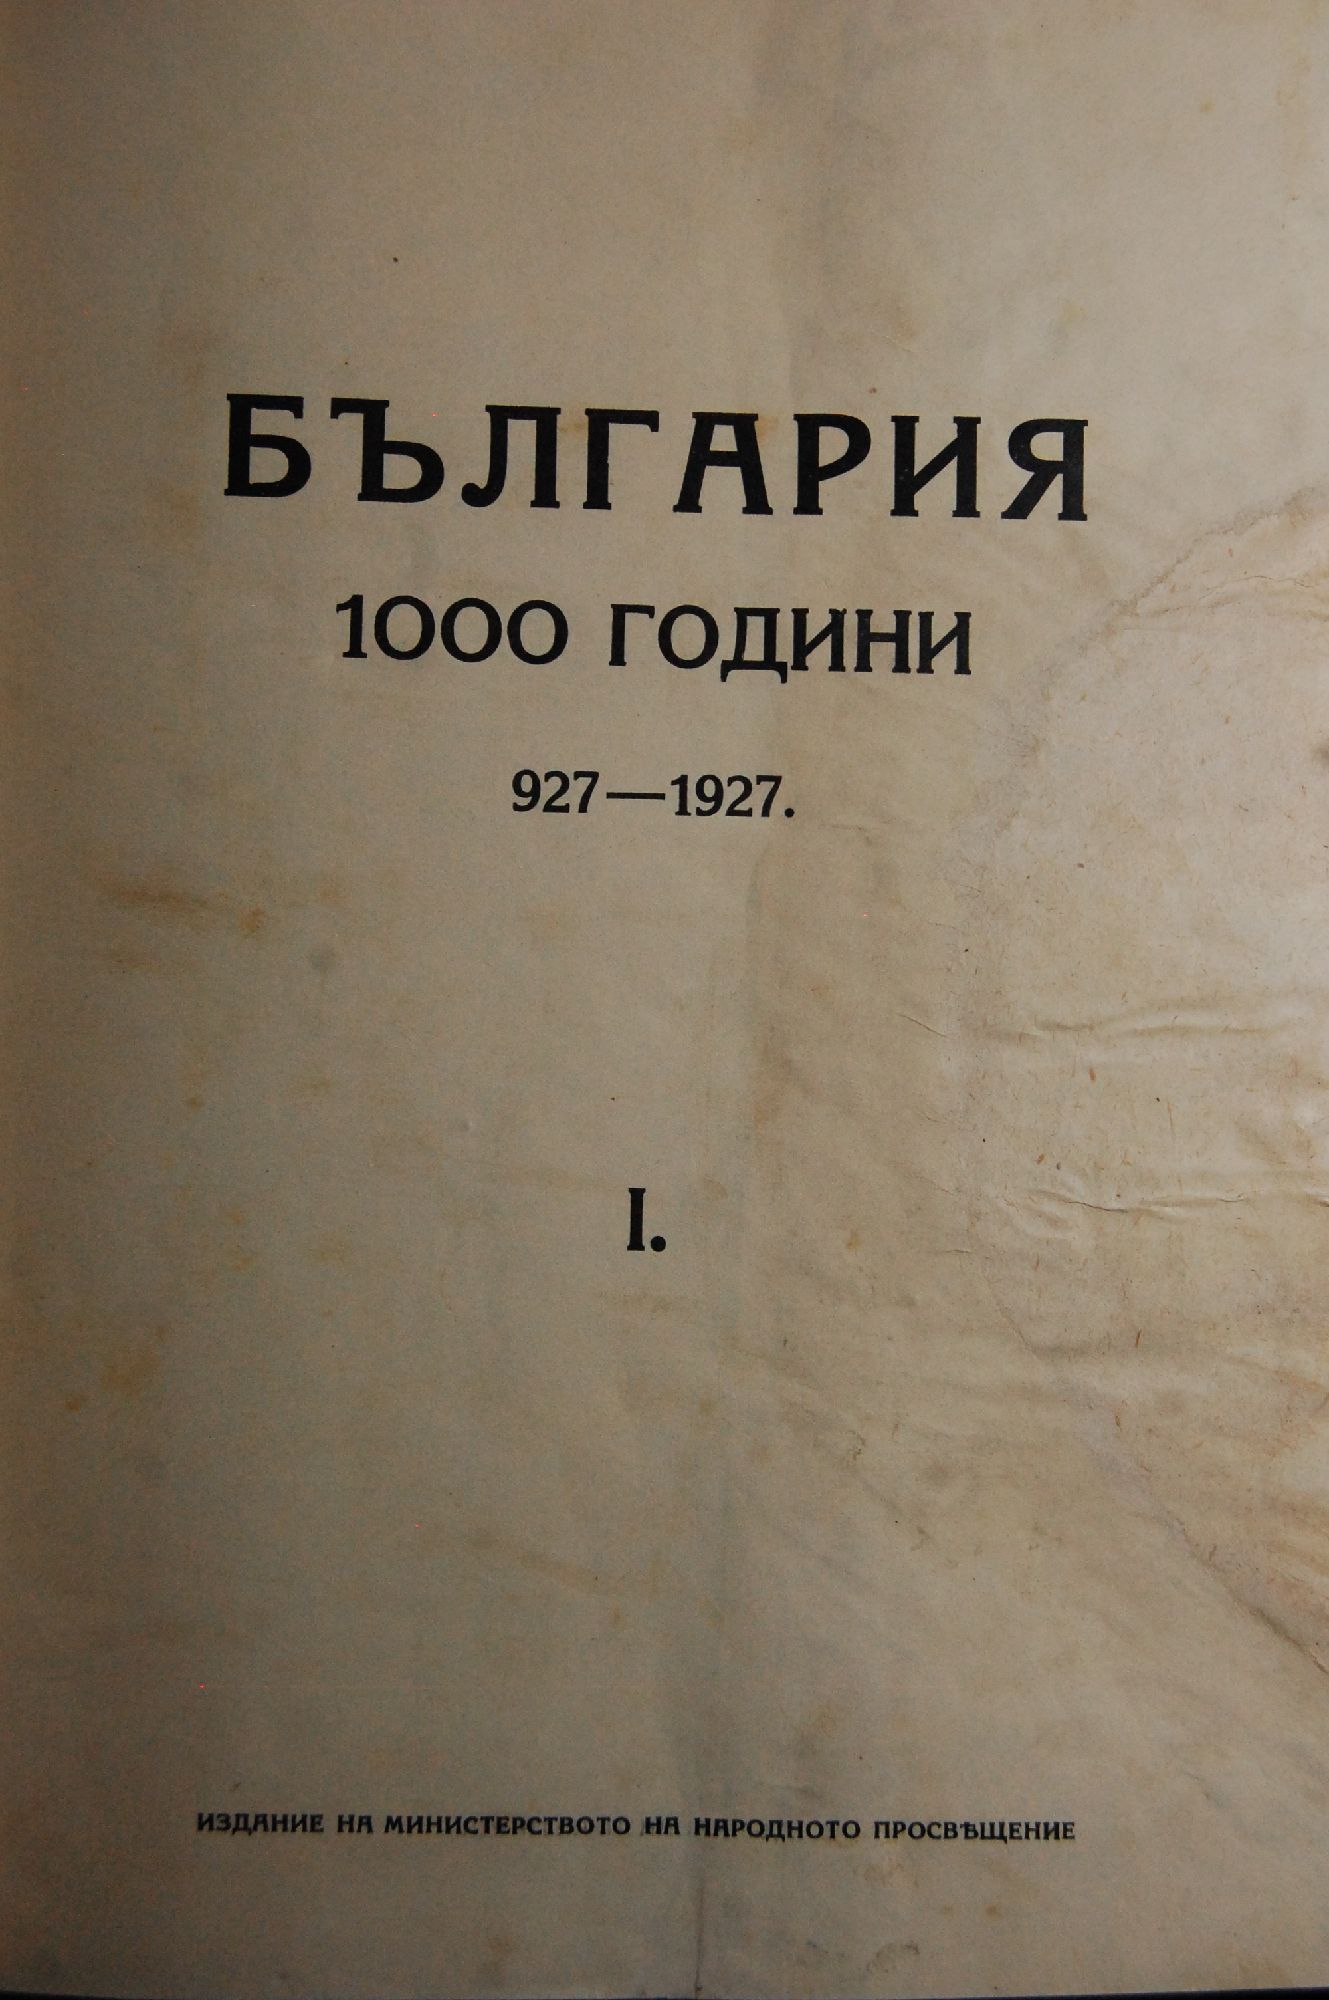 БЪЛГАРИЯ
1000 ГОДИНИ
927—1927.
I.
ИЗДАНИЕ НА МИНИСТЕРСТВОТО НА НАРОДНОТО ПРОСВѢЩЕНИЕ